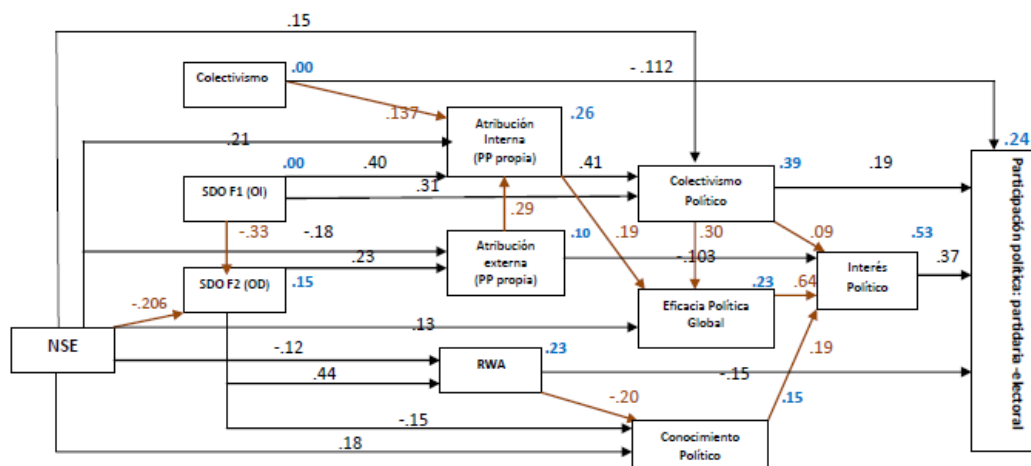 .15
Colectivismo
.00
- .112
.137
Atribución
Interna
(PP propia)
.26
.21
.24
.00
.40
.41
.39
.19
SDO F1 (OI)
.31
Colectivismo
Político
-.33
.29
-.18
.19
.30
.09
.53
Atribución
externa
(PP propia)
.10
.23
-.103
.37
Interés
Político
SDO F2 (OD)
.15
.23
.64
Eficacia Política
Global
-.206
.13
NSE
-.12
.23
RWA
.19
.44
-.15
-.20
.15
-.15
Conocimiento
Político
.18
Participación política: partidaria -electoral